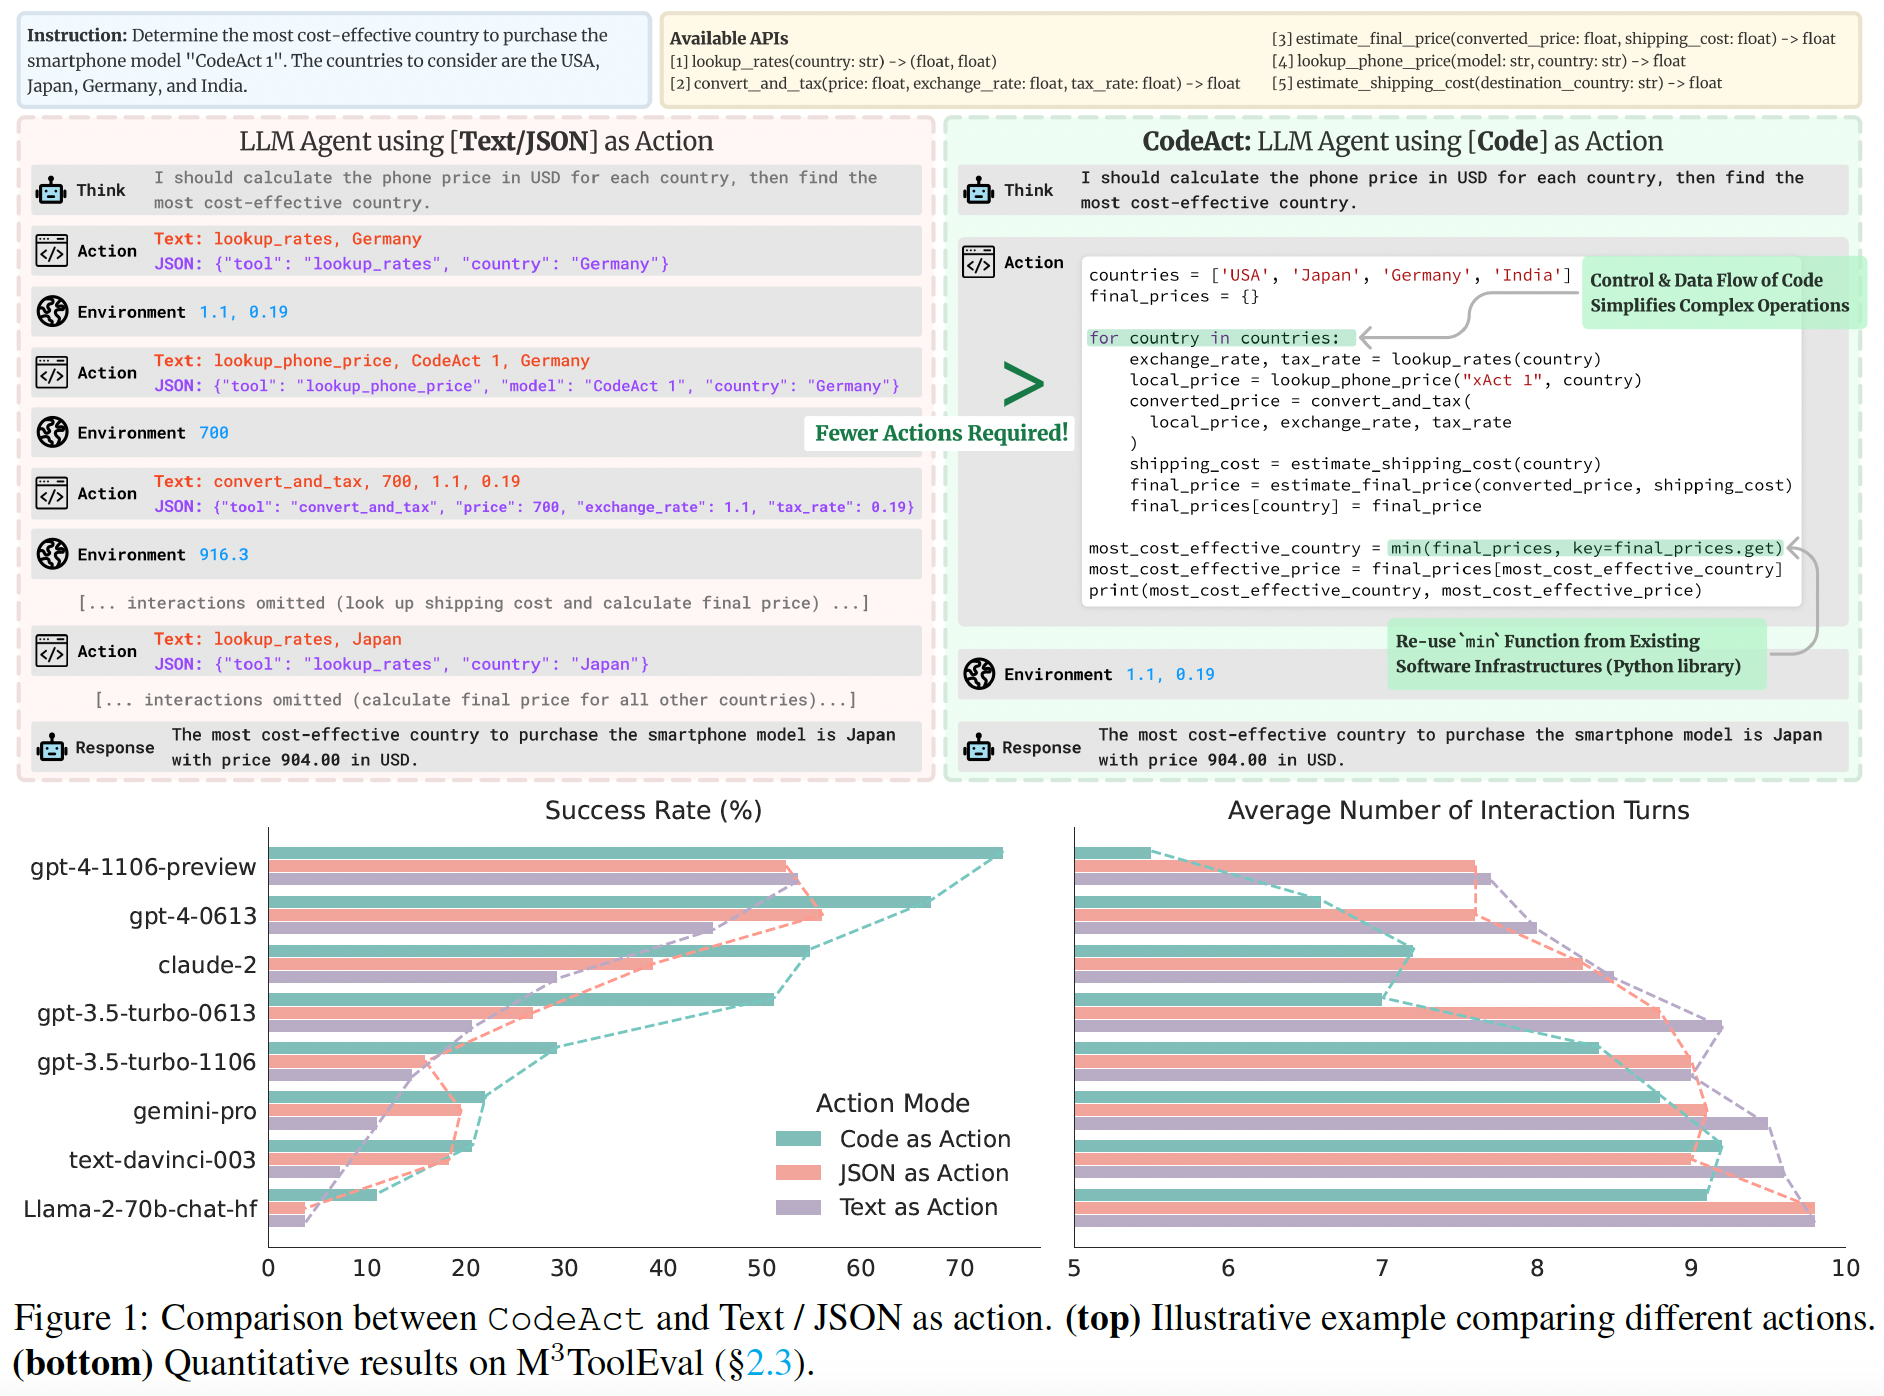 Instruction: Determine the most cost-effective country to purchase the
smartphone model "CodeAct 1". The countries to consider are the USA,
Japan, Germany, and India.
Available APIs
[1] lookup_rates(country: str) -> (float, float)
[2] convert_and_tax(price: float, exchange_rate: float, tax_rate: float) -> float
[3] estimate_final_price(converted_price: float, shipping_cost: float) -> float
[4] lookup_phone_price(model: str, country: str) -> float
[5] estimate_shipping_cost(destination_country: str) -> float
LLM Agent using [Text/JSON] as Action
Think
I should calculate the phone price in USD for each country, then find the
most cost-effective country.
Action
Text: lookup_rates, Germany
JSON: {"tool": "lookup_rates", "country": "Germany"}
Environment 1.1, 0.19
Action
Text: lookup_phone_price, CodeAct 1, Germany
JSON: {"tool": "lookup_phone_price", "model": "CodeAct 1", "country": "Germany"}
Environment 700
Action
Text: convert_and_tax, 700, 1.1, 0.19
JSON: {"tool": "convert_and_tax", "price": 700, "exchange_rate": 1.1, "tax_rate": 0.19}
Environment 916.3
[... interactions omitted (look up shipping cost and calculate final price) ...]
Action
Text: lookup_rates, Japan
JSON: {"tool": "lookup_rates", "country": "Japan"}
[... interactions omitted (calculate final price for all other countries)...]
Response
The most cost-effective country to purchase the smartphone model is Japan
with price 904.00 in USD.
>
Fewer Actions Required!
CodeAct: LLM Agent using [Code] as Action
Think
I should calculate the phone price in USD for each country, then find the
most cost-effective country.
Action
countries = ['USA', 'Japan', 'Germany', 'India']
final_prices = {}
for country in countries:
exchange_rate, tax_rate = lookup_rates(country)
local_price = lookup_phone_price("xAct 1", country)
converted_price = convert_and_tax(
local_price, exchange_rate, tax_rate
)
shipping_cost = estimate_shipping_cost(country)
final_price = estimate_final_price(converted_price, shipping_cost)
final_prices[country] = final_price
most_cost_effective_country = min(final_prices, key=final_prices.get)
most_cost_effective_price = final_prices[most_cost_effective_country]
print(most_cost_effective_country, most_cost_effective_price)
Control & Data Flow of Code
Simplifies Complex Operations
Re-use `min` Function from Existing
Software Infrastructures (Python library)
Environment 1.1, 0.19
Response
The most cost-effective country to purchase the smartphone model is Japan
with price 904.00 in USD.
Success Rate (%)
gpt-4-1106-preview
gpt-4-0613
claude-2
gpt-3.5-turbo-0613
gpt-3.5-turbo-1106
gemini-pro
text-davinci-003
Llama-2-70b-chat-hf
0 10 20 30 40 50 60 70
Action Mode
Code as Action
JSON as Action
Text as Action
Average Number of Interaction Turns
5 6 7 8 9 10
Figure 1: Comparison between CodeAct and Text / JSON as action. (top) Illustrative example comparing different actions.
(bottom) Quantitative results on M³ToolEval (§2.3).